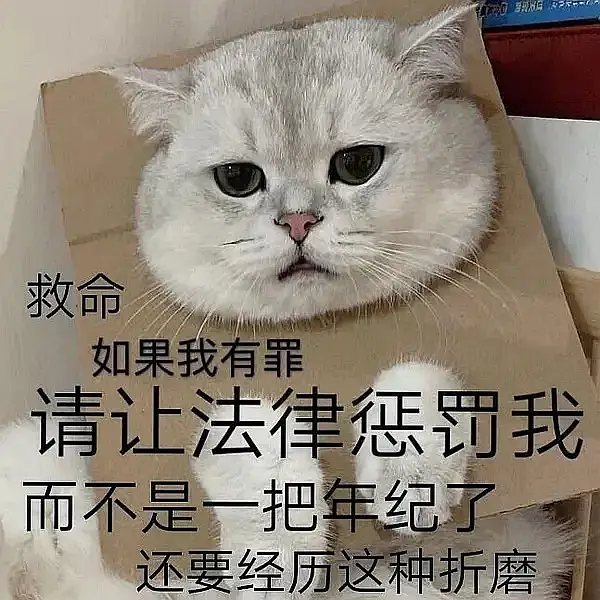 救命
如果我有罪
请让法律惩罚我
而不是一把年纪了
还要经历这种折磨